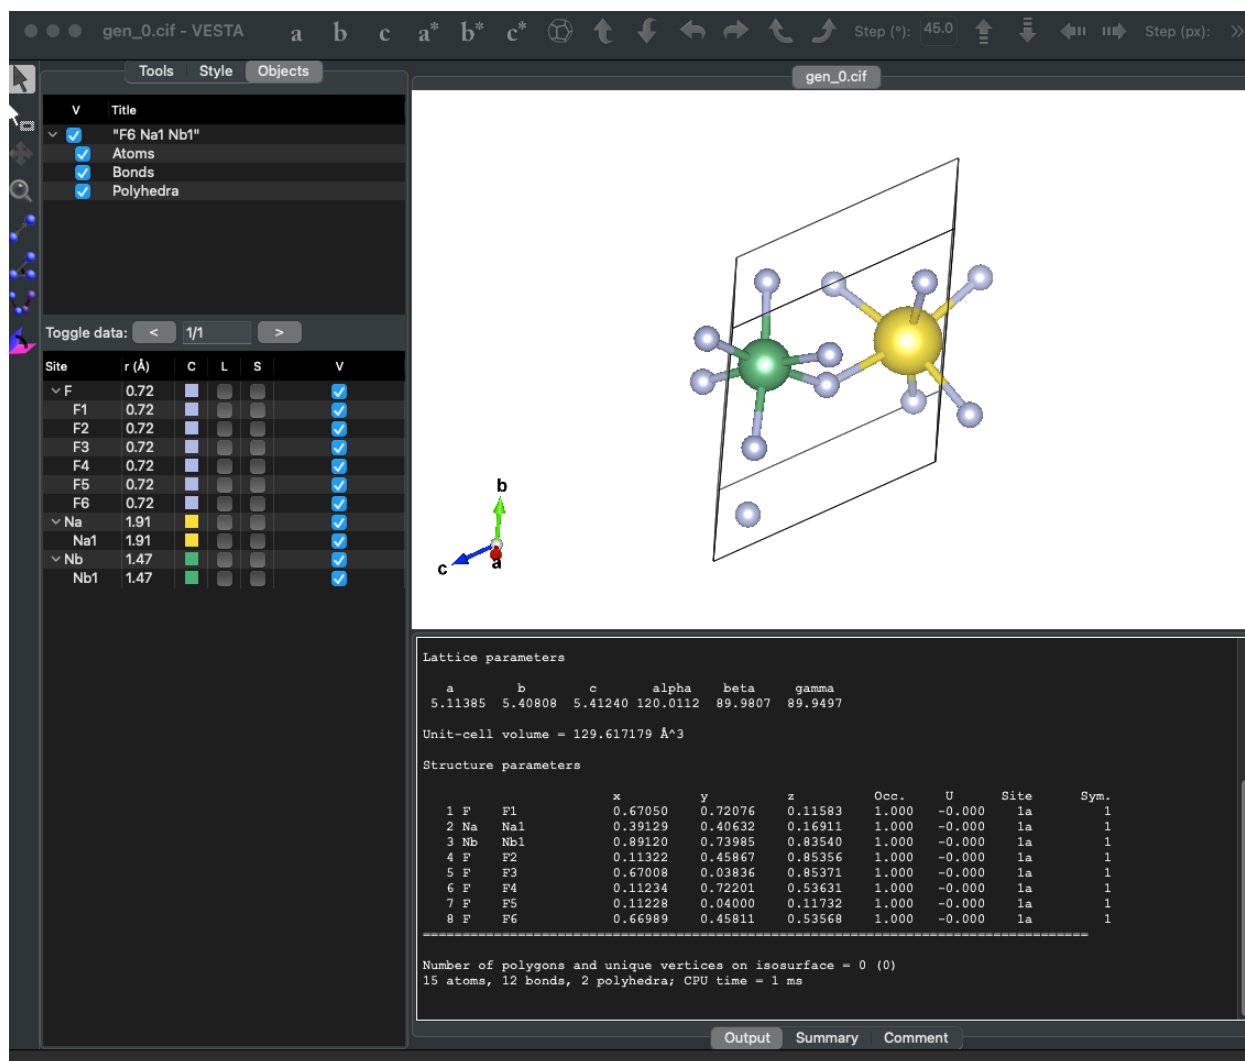 gen_0.cif - VESTA a b c a* b* c* Step (°): 45.0 Step (px):
Tools Style Objects
gen_0.cif
V Title
"F6 Na1 Nb1"
Atoms
Bonds
Polyhedra
Toggle data: < 1/1 >
Site r (Å) C L S V
F 0.72
F1 0.72
F2 0.72
F3 0.72
F4 0.72
F5 0.72
F6 0.72
Na 1.91
Na1 1.91
Nb 1.47
Nb1 1.47
b
c
a
Lattice parameters
a b c alpha beta gamma
5.11385 5.40808 5.41240 120.0112 89.9807 89.9497
Unit-cell volume = 129.617179 Å^3
Structure parameters
x y z Occ. U Site Sym.
1 F F1 0.67050 0.72076 0.11583 1.000 -0.000 1a 1
2 Na Na1 0.39129 0.40632 0.16911 1.000 -0.000 1a 1
3 Nb Nb1 0.89120 0.73985 0.83540 1.000 -0.000 1a 1
4 F F2 0.11322 0.45867 0.85356 1.000 -0.000 1a 1
5 F F3 0.67008 0.03836 0.85371 1.000 -0.000 1a 1
6 F F4 0.11234 0.72201 0.53631 1.000 -0.000 1a 1
7 F F5 0.11228 0.04000 0.11732 1.000 -0.000 1a 1
8 F F6 0.66989 0.45811 0.53568 1.000 -0.000 1a 1
Number of polygons and unique vertices on isosurface = 0 (0)
15 atoms, 12 bonds, 2 polyhedra; CPU time = 1 ms
Output Summary Comment